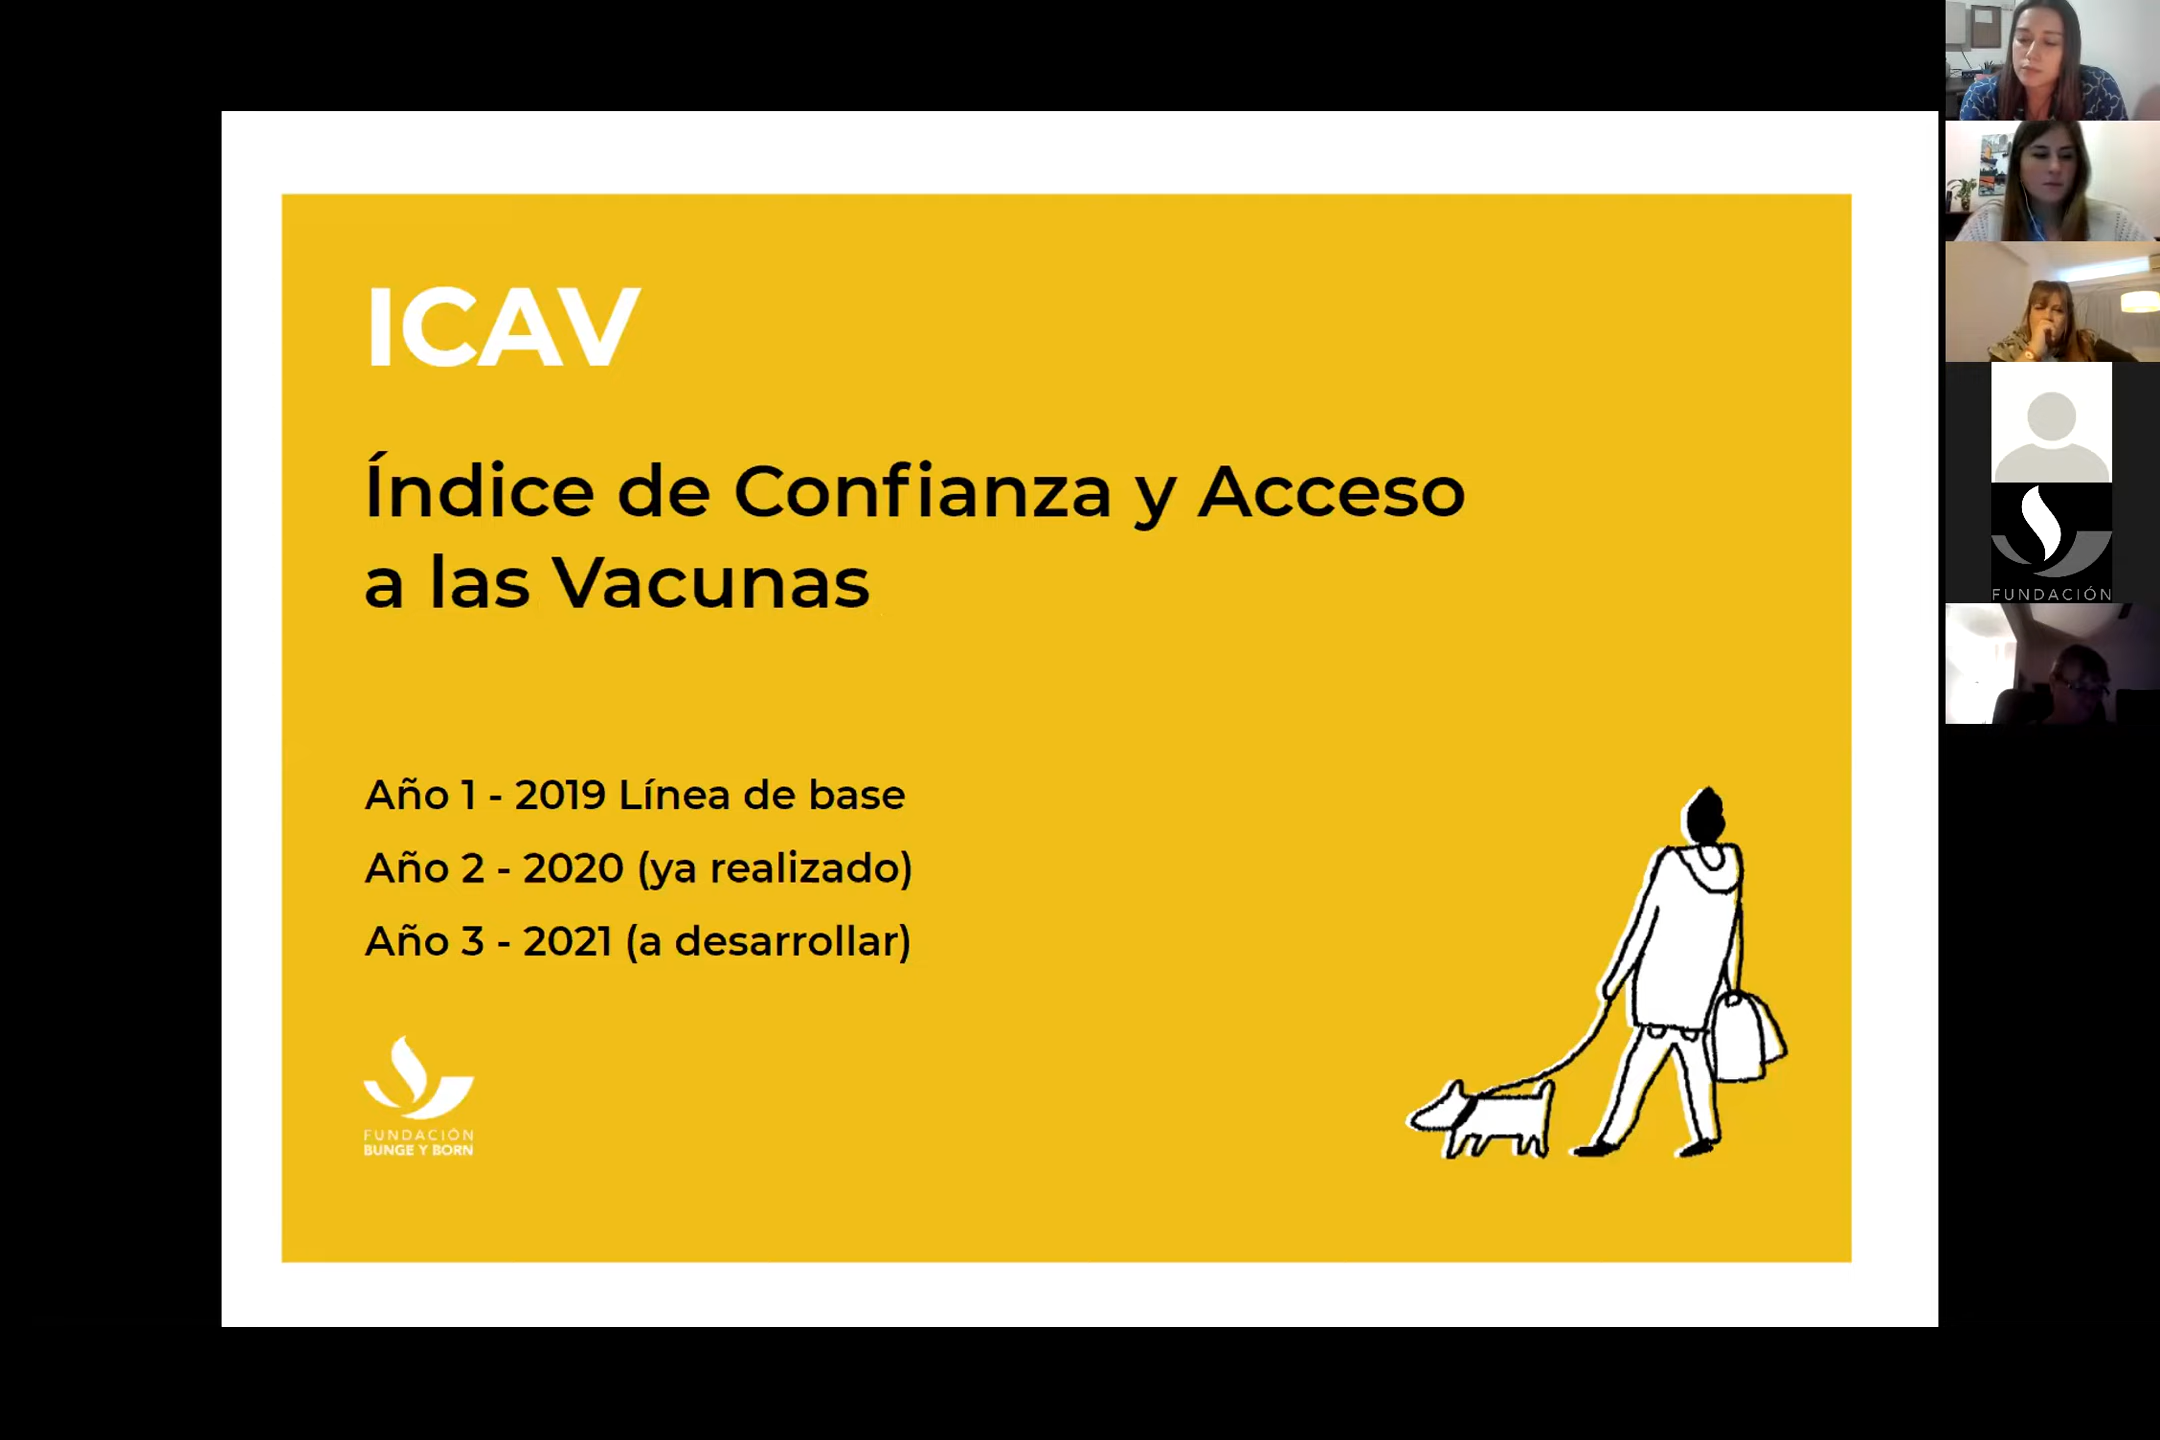 ICAV
Índice de Confianza y Acceso
a las Vacunas
Año 1 - 2019 Línea de base
Año 2 - 2020 (ya realizado)
Año 3 - 2021 (a desarrollar)
FUNDACIÓN
BUNGE Y BORN
FUNDACIÓN